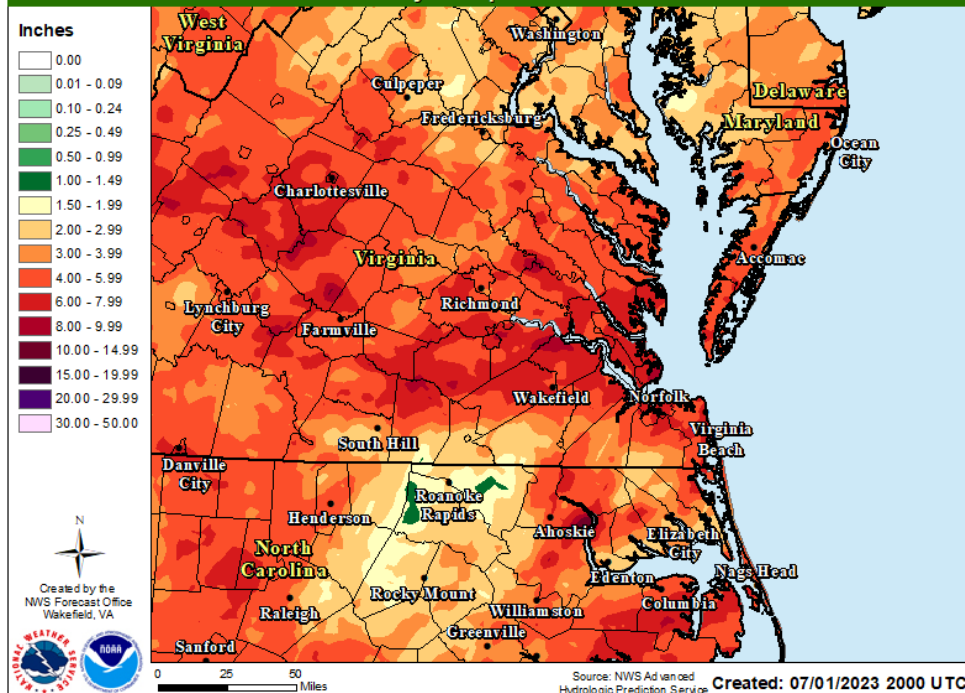 Inches
0.00
0.01 - 0.09
0.10 - 0.24
0.25 - 0.49
0.50 - 0.99
1.00 - 1.49
1.50 - 1.99
2.00 - 2.99
3.00 - 3.99
4.00 - 5.99
6.00 - 7.99
8.00 - 9.99
10.00 - 14.99
15.00 - 19.99
20.00 - 29.99
30.00 - 50.00
West
Virginia
Washington
Culpeper
Delaware
Fredericksburg
Maryland
Ocean
City
Charlottesville
Virginia
Accomac
Richmond
Lynchburg
City
Farmville
Wakefield
Norfolk
Virginia
Beach
South Hill
Danville
City
Roanoke
Rapids
Henderson
Ahoskie
Elizabeth
City
North
Carolina
Edenton
Nags Head
Rocky Mount
Columbia
Raleigh
Williamston
Greenville
Sanford
N
Created by the
NWS Forecast Office
Wakefield, VA
NATIONAL WEATHER SERVICE
NOAA
0 25 50
Miles
Source: NWS Advanced
Hydrologic Prediction Service
Created: 07/01/2023 2000 UTC